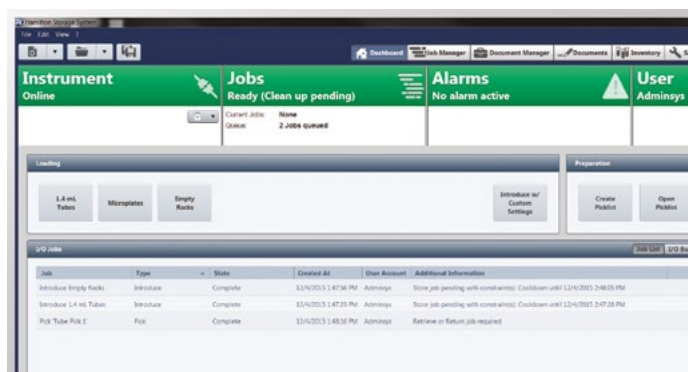 Hamilton Storage System
File Edit View ?
Dashboard Job Manager Document Manager Documents Inventory S
Instrument
Online
Jobs
Ready (Clean up pending)
Alarms
No alarm active
User
Adminsys
Current Jobs: None
Queue: 2 Jobs queued
Loading
Preparation
1.4 mL Tubes
Microplates
Empty Racks
Introduce w/ Custom Settings
Create Picklist
Open Picklist
I/O Jobs
Job List I/O Bu
Job Type State Created At User Account Additional Information
Introduce Empty Racks Introduce Complete 12/4/2015 1:47:56 PM Adminsys Store job pending with constraint(s): Cooldown until 12/4/2015 2:48:05 PM
Introduce 1.4 mL Tubes Introduce Complete 12/4/2015 1:47:23 PM Adminsys Store job pending with constraint(s): Cooldown until 12/4/2015 2:47:28 PM
Pick 'Tube Pick 1' Pick Complete 12/4/2015 1:48:16 PM Adminsys Retrieve or Return job required